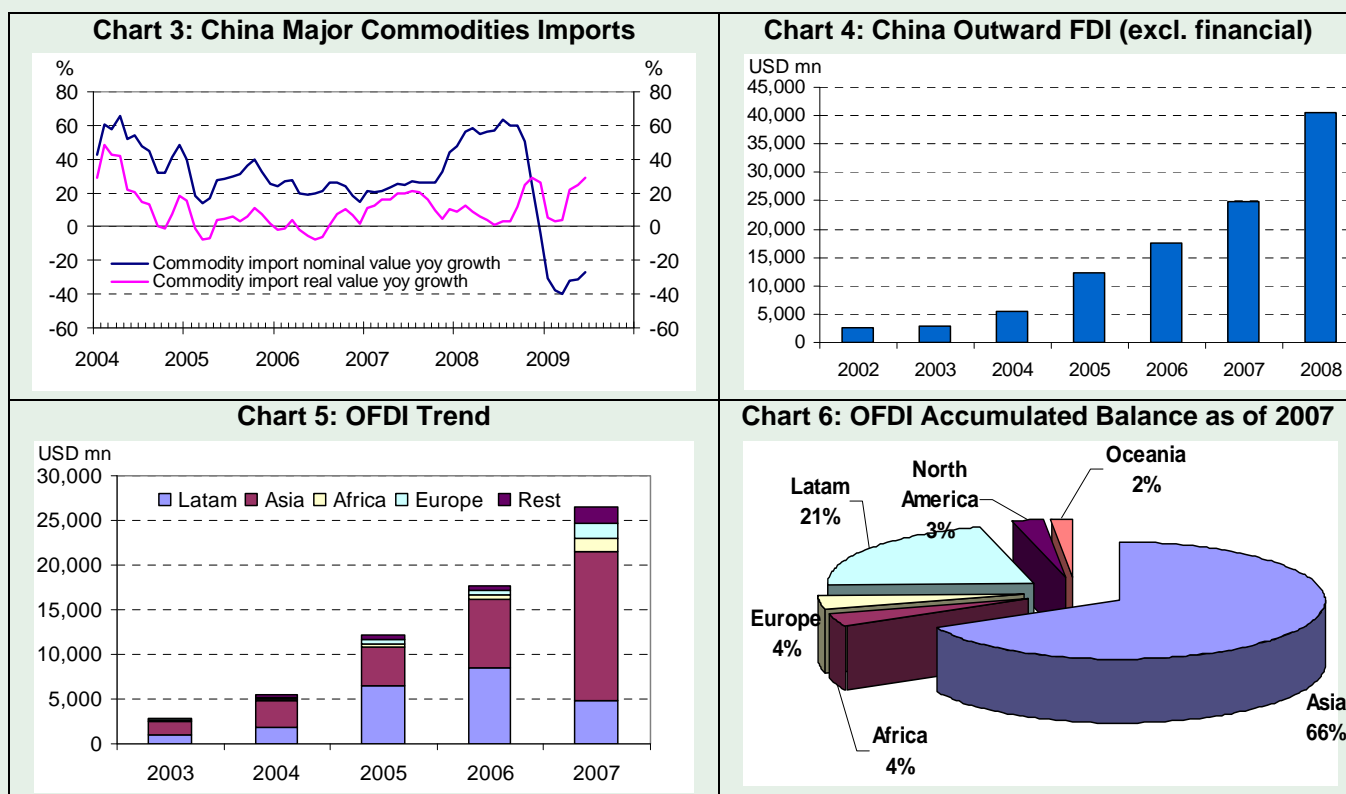 Chart 3: China Major Commodities Imports
% %
80 80
60 60
40 40
20 20
0 0
-20 -20
-40 -40
-60 -60
Commodity import nominal value yoy growth
Commodity import real value yoy growth
2004 2005 2006 2007 2008 2009
Chart 4: China Outward FDI (excl. financial)
USD mn
45,000
40,000
35,000
30,000
25,000
20,000
15,000
10,000
5,000
0
2002 2003 2004 2005 2006 2007 2008
Chart 5: OFDI Trend
USD mn
30,000
25,000
20,000
15,000
10,000
5,000
0
Latam Asia Africa Europe Rest
2003 2004 2005 2006 2007
Chart 6: OFDI Accumulated Balance as of 2007
Oceania
2%
North
America
3%
Latam
21%
Europe
4%
Africa
4%
Asia
66%